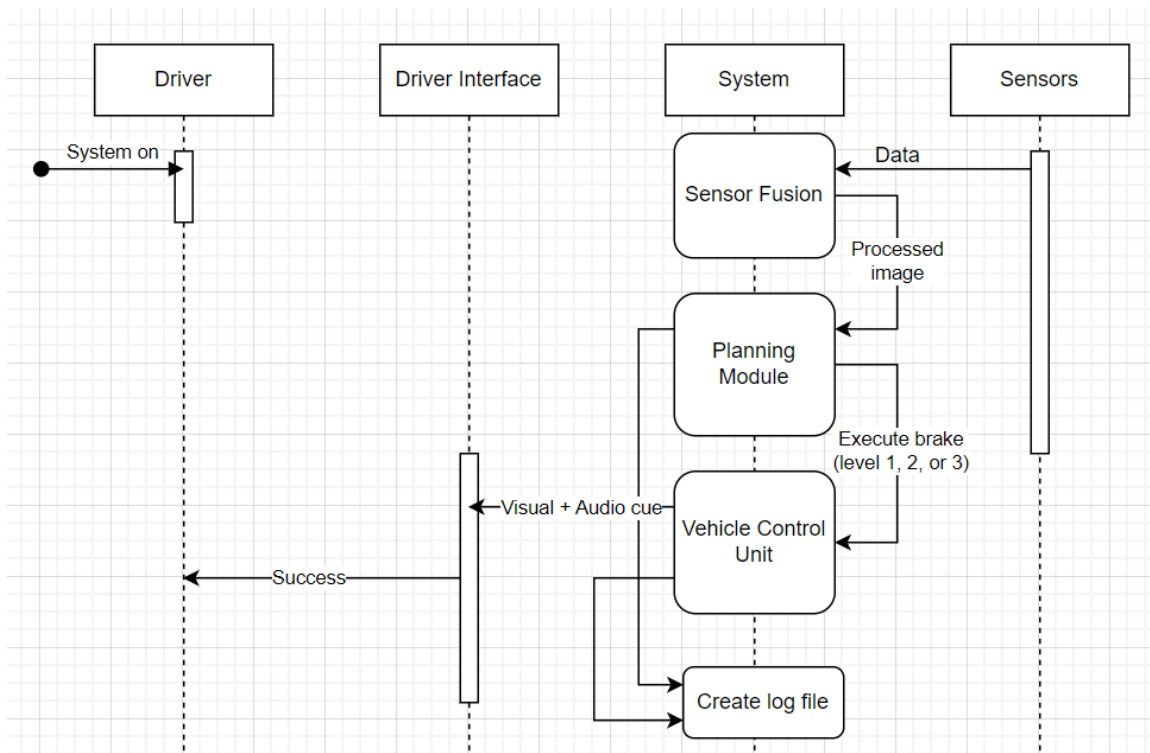 Driver
Driver Interface
System
Sensors
System on
Data
Sensor Fusion
Processed
image
Planning
Module
Execute brake
(level 1, 2, or 3)
Visual + Audio cue
Vehicle Control
Unit
Success
Create log file